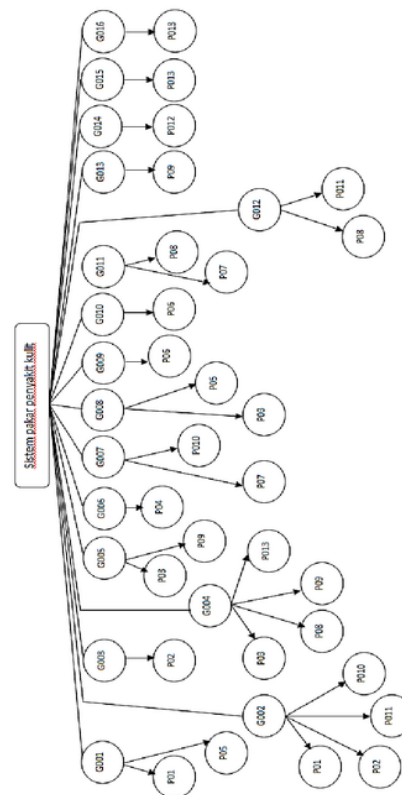 Sistem pakar penyakit kulit
G001
P01
P05
G002
P01
P02
P011
P010
G003
P02
G004
P03
P08
P09
P013
G005
P03
P09
G006
P04
G007
P07
P010
G008
P03
P05
G009
P06
G010
P06
G011
P07
P08
G012
P08
P011
G013
P09
G014
P012
G015
P013
G016
P013